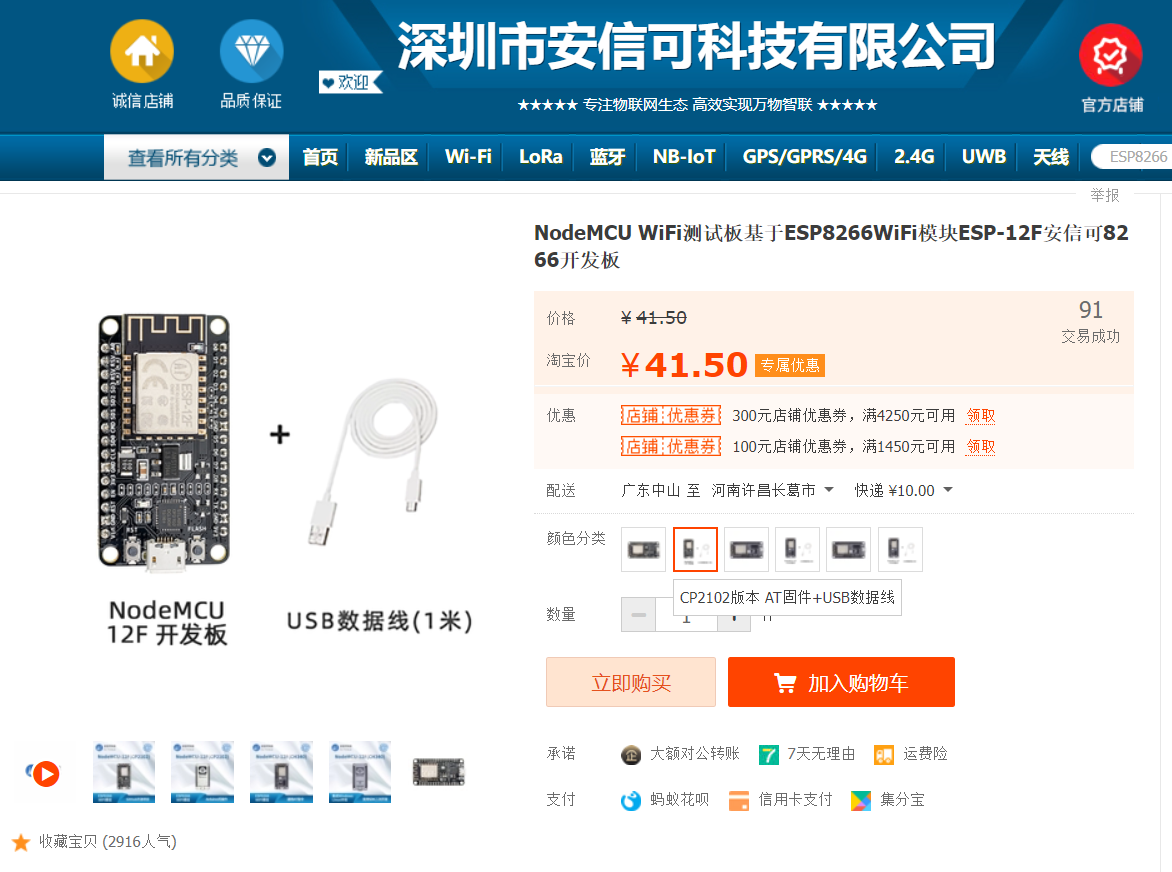 深圳市安信可科技有限公司
欢迎
诚信店铺
品质保证
★★★★★ 专注物联网生态 高效实现万物智联 ★★★★★
官方店铺
查看所有分类 首页 新品区 Wi-Fi LoRa 蓝牙 NB-IoT GPS/GPRS/4G 2.4G UWB 天线 ESP8266
举报
NodeMCU WiFi测试板基于ESP8266WiFi模块ESP-12F安信可82
66开发板
价格 ¥ 41.50
91
交易成功
淘宝价 ¥41.50 专属优惠
优惠 店铺优惠券 300元店铺优惠券，满4250元可用 领取
店铺优惠券 100元店铺优惠券，满1450元可用 领取
配送 广东中山 至 河南许昌长葛市 快递 ¥10.00
颜色分类
CP2102版本 AT固件+USB数据线
数量 1
立即购买 加入购物车
承诺 大额对公转账 7天无理由 运费险
支付 蚂蚁花呗 信用卡支付 集分宝
ESP-12F
FLASH
+
NodeMCU
12F 开发板
USB数据线(1米)
收藏宝贝 (2916人气)